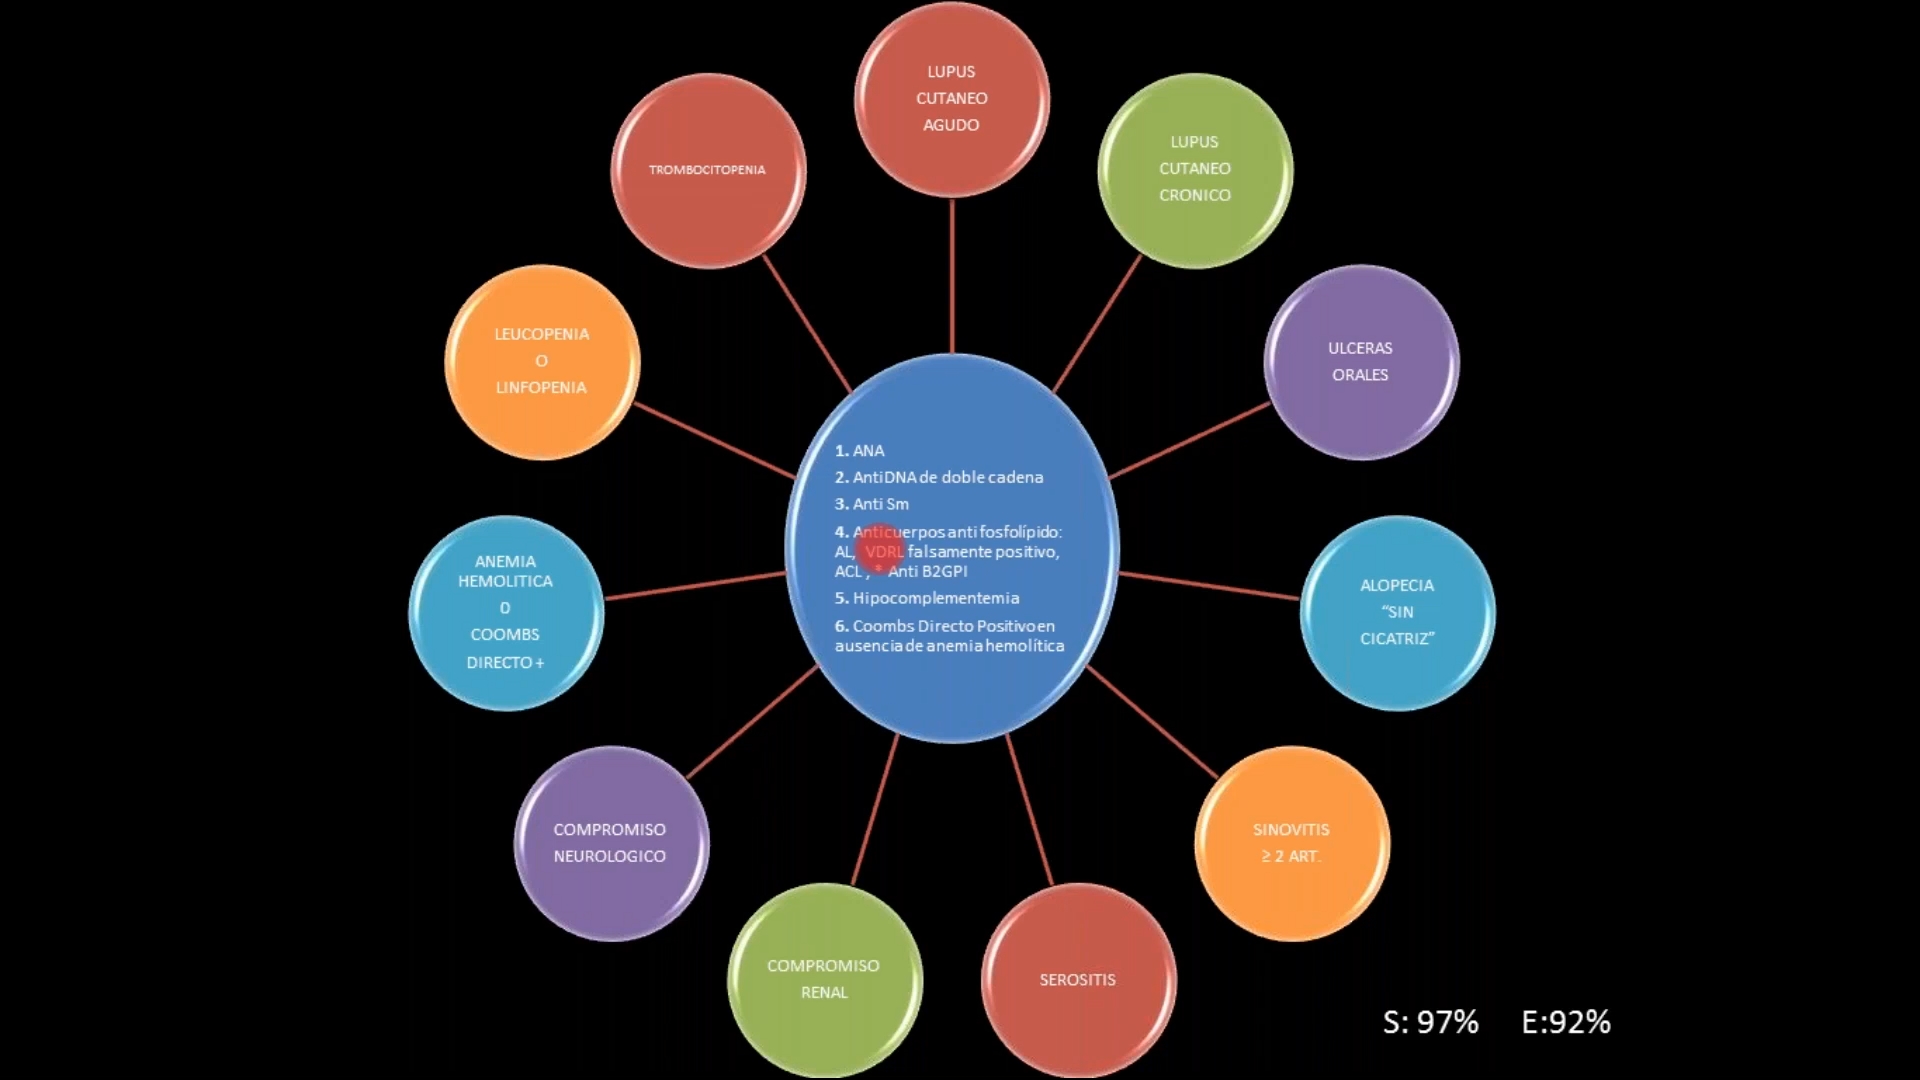 LUPUS
CUTANEO
AGUDO
LUPUS
CUTANEO
CRONICO
ULCERAS
ORALES
ALOPECIA
“SIN
CICATRIZ”
SINOVITIS
≥ 2 ART.
SEROSITIS
COMPROMISO
RENAL
COMPROMISO
NEUROLOGICO
ANEMIA
HEMOLITICA
O
COOMBS
DIRECTO +
LEUCOPENIA
O
LINFOPENIA
TROMBOCITOPENIA
1. ANA
2. AntiDNA de doble cadena
3. Anti Sm
4. Anticuerpos anti fosfolípido:
AL, VDRL falsamente positivo,
ACL , * Anti B2GPI
5. Hipocomplementemia
6. Coombs Directo Positivo en
ausencia de anemia hemolítica
S: 97% E:92%